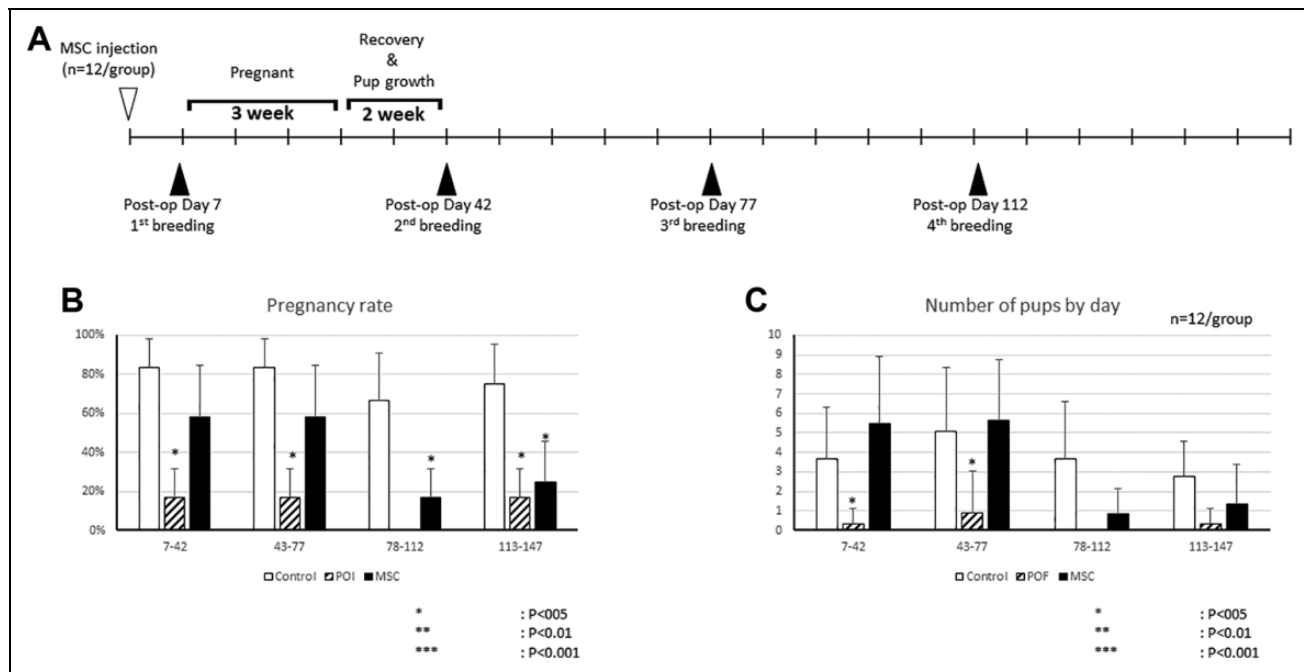 A
MSC injection
(n=12/group)
Pregnant
3 week
Recovery
&
Pup growth
2 week
Post-op Day 7
1st breeding
Post-op Day 42
2nd breeding
Post-op Day 77
3rd breeding
Post-op Day 112
4th breeding
B
Pregnancy rate
100%
80%
60%
40%
20%
0%
*
*
*
*
*
7-42
43-77
78-112
113-147
Control
POI
MSC
* : P<005
** : P<0.01
*** : P<0.001
C
Number of pups by day
n=12/group
10
9
8
7
6
5
4
3
2
1
0
*
*
7-42
43-77
78-112
113-147
Control
POF
MSC
* : P<005
** : P<0.01
*** : P<0.001